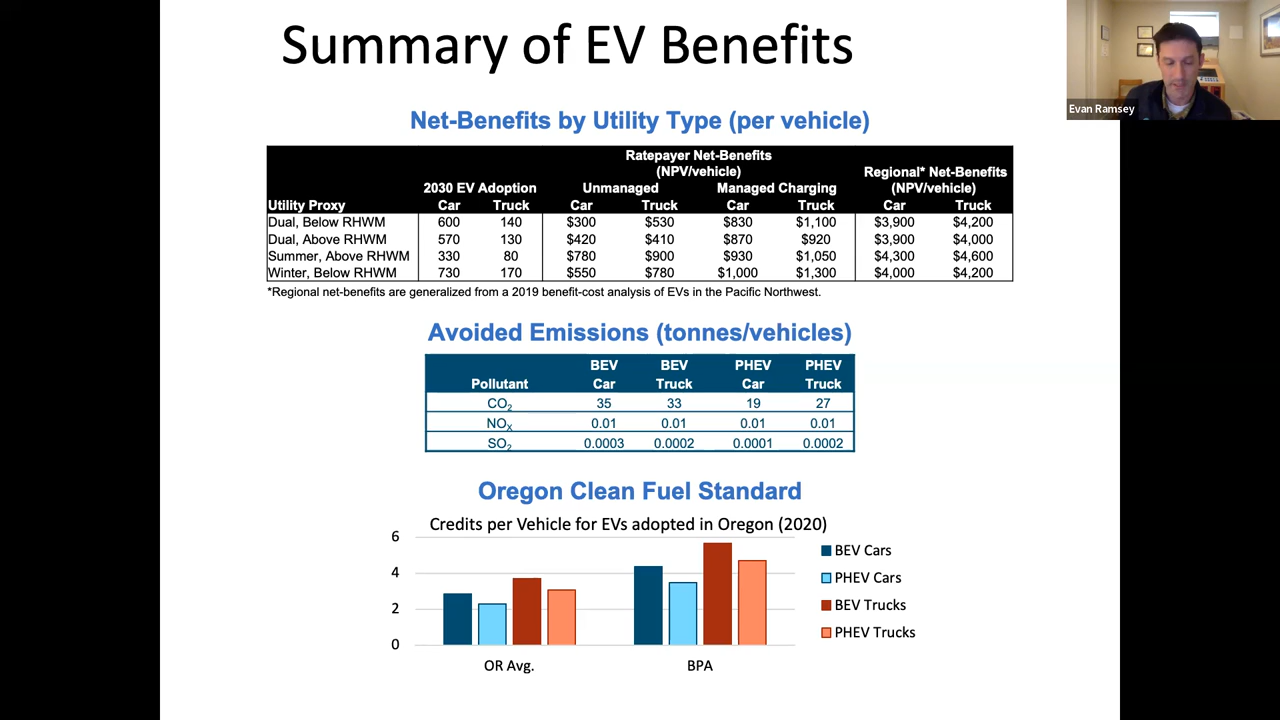 Summary of EV Benefits
Evan Ramsey
Net-Benefits by Utility Type (per vehicle)
Ratepayer Net-Benefits
(NPV/vehicle)
Regional* Net-Benefits
(NPV/vehicle)
2030 EV Adoption Unmanaged Managed Charging
Utility Proxy Car Truck Car Truck Car Truck Car Truck
Dual, Below RHWM 600 140 $300 $530 $830 $1,100 $3,900 $4,200
Dual, Above RHWM 570 130 $420 $410 $870 $920 $3,900 $4,000
Summer, Above RHWM 330 80 $780 $900 $930 $1,050 $4,300 $4,600
Winter, Below RHWM 730 170 $550 $780 $1,000 $1,300 $4,000 $4,200
*Regional net-benefits are generalized from a 2019 benefit-cost analysis of EVs in the Pacific Northwest.
Avoided Emissions (tonnes/vehicles)
BEV BEV PHEV PHEV
Pollutant Car Truck Car Truck
CO₂ 35 33 19 27
NOX 0.01 0.01 0.01 0.01
SO₂ 0.0003 0.0002 0.0001 0.0002
Oregon Clean Fuel Standard
Credits per Vehicle for EVs adopted in Oregon (2020)
6
4
2
0
OR Avg. BPA
BEV Cars
PHEV Cars
BEV Trucks
PHEV Trucks